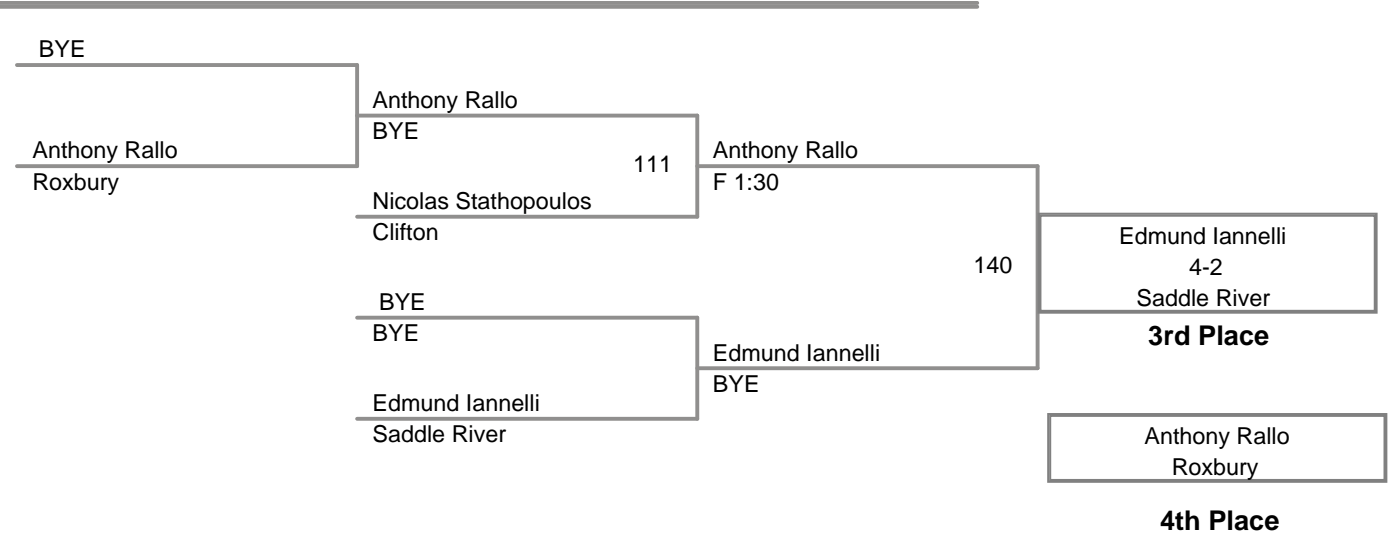 BYE
Anthony Rallo
Roxbury
Anthony Rallo
BYE
111
Nicolas Stathopoulos
Clifton
BYE
BYE
Edmund Iannelli
Saddle River
Anthony Rallo
F 1:30
140
Edmund Iannelli
BYE
Edmund Iannelli
4-2
Saddle River
3rd Place
Anthony Rallo
Roxbury
4th Place